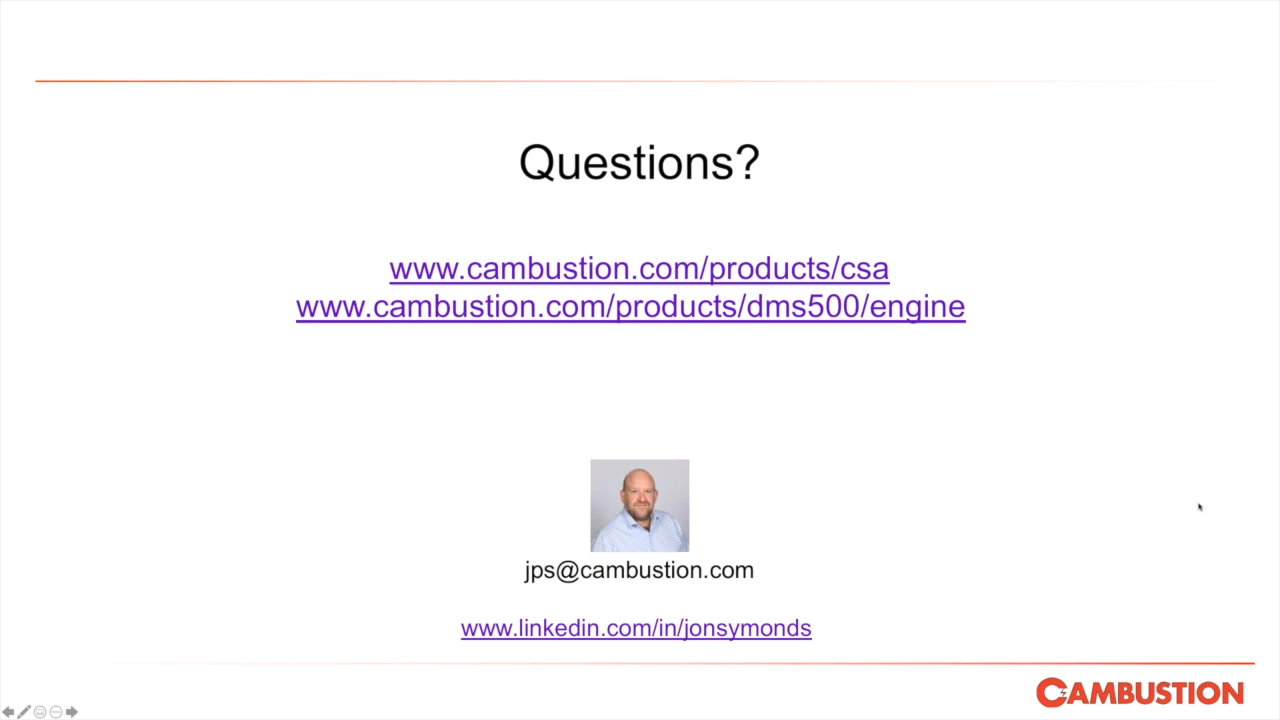 Questions?
www.cambustion.com/products/csa
www.cambustion.com/products/dms500/engine
jps@cambustion.com
www.linkedin.com/in/jonsymonds
CAMBUSTION